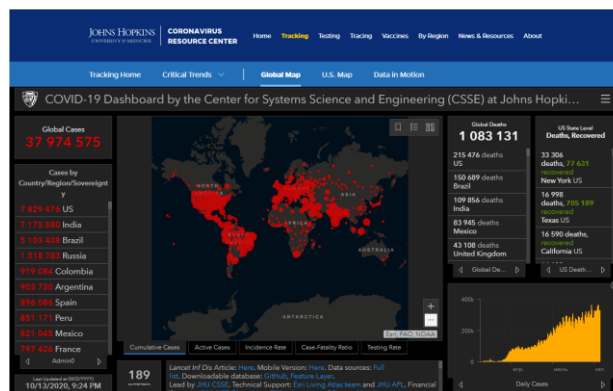 JOHNS HOPKINS
UNIVERSITY & MEDICINE
CORONAVIRUS
RESOURCE CENTER
Home Tracking Testing Tracing Vaccines By Region News & Resources About
Tracking Home Critical Trends Global Map U.S. Map Data in Motion
COVID-19 Dashboard by the Center for Systems Science and Engineering (CSSE) at Johns Hopki...
Global Cases
37 974 575
Cases by
Country/Region/Sovereignt
y
7 829 476 US
7 175 880 India
5 103 408 Brazil
1 318 783 Russia
919 084 Colombia
903 730 Argentina
896 086 Spain
851 171 Peru
821 045 Mexico
797 426 France
Admin0
Last Updated at (M/D/YYYY)
10/13/2020, 9:24 PM
NORTH
AMERICA
ASIA
AFRICA
AUSTRALIA
ANTARCTICA
Esri, FAO, NOAA
Cumulative Cases Active Cases Incidence Rate Case-Fatality Ratio Testing Rate
189
Lancet Inf Dis Article: Here. Mobile Version: Here. Data sources: Full
list. Downloadable database: GitHub, Feature Layer.
Lead by JHU CSSE. Technical Support: Esri Living Atlas team and JHU APL. Financial
Global Deaths
1 083 131
215 476 deaths
US
150 689 deaths
Brazil
109 856 deaths
India
83 945 deaths
Mexico
43 108 deaths
United Kingdom
Global De...
US State Level
Deaths, Recovered
33 306
deaths, 77 631
recovered
New York US
16 998
deaths, 705 189
recovered
Texas US
16 590 deaths,
recovered
California US
US Death...
400k
200k
0
Daily Cases